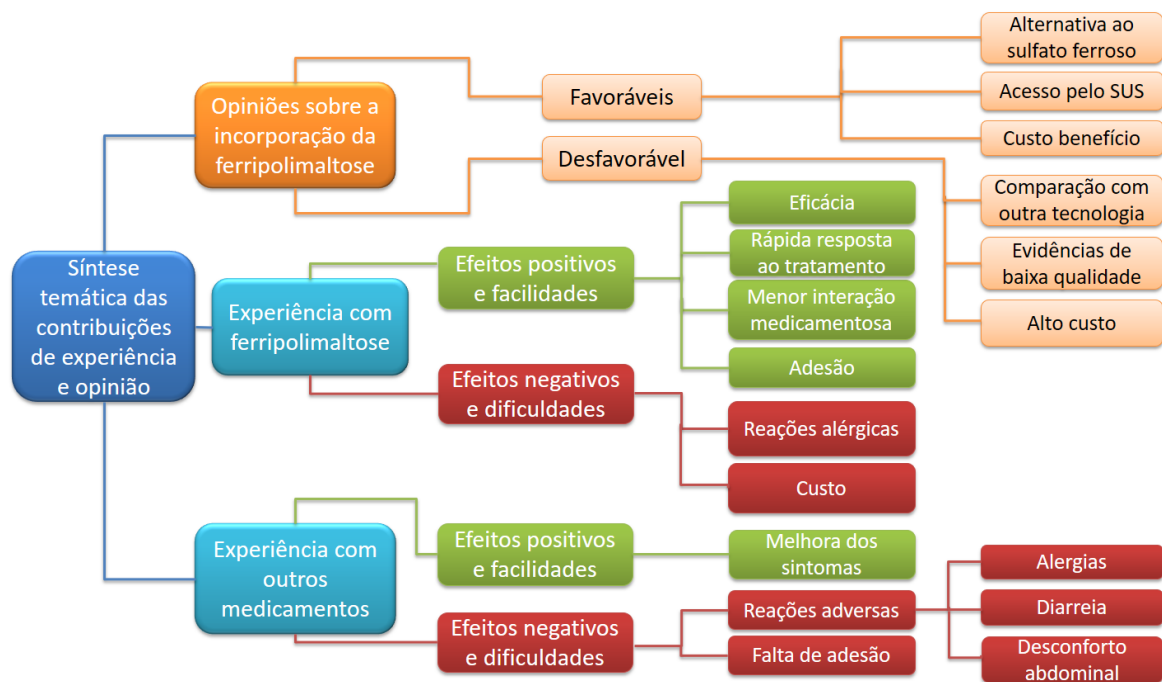 Síntese
temática das
contribuições
de experiência
e opinião
Opiniões sobre a
incorporação da
ferripolimaltose
Favoráveis
Alternativa ao
sulfato ferroso
Acesso pelo SUS
Custo benefício
Desfavorável
Comparação com
outra tecnologia
Evidências de
baixa qualidade
Alto custo
Experiência com
ferripolimaltose
Efeitos positivos
e facilidades
Eficácia
Rápida resposta
ao tratamento
Menor interação
medicamentosa
Adesão
Efeitos negativos
e dificuldades
Reações alérgicas
Custo
Experiência com
outros
medicamentos
Efeitos positivos
e facilidades
Melhora dos
sintomas
Efeitos negativos
e dificuldades
Reações adversas
Alergias
Diarreia
Desconforto
abdominal
Falta de adesão